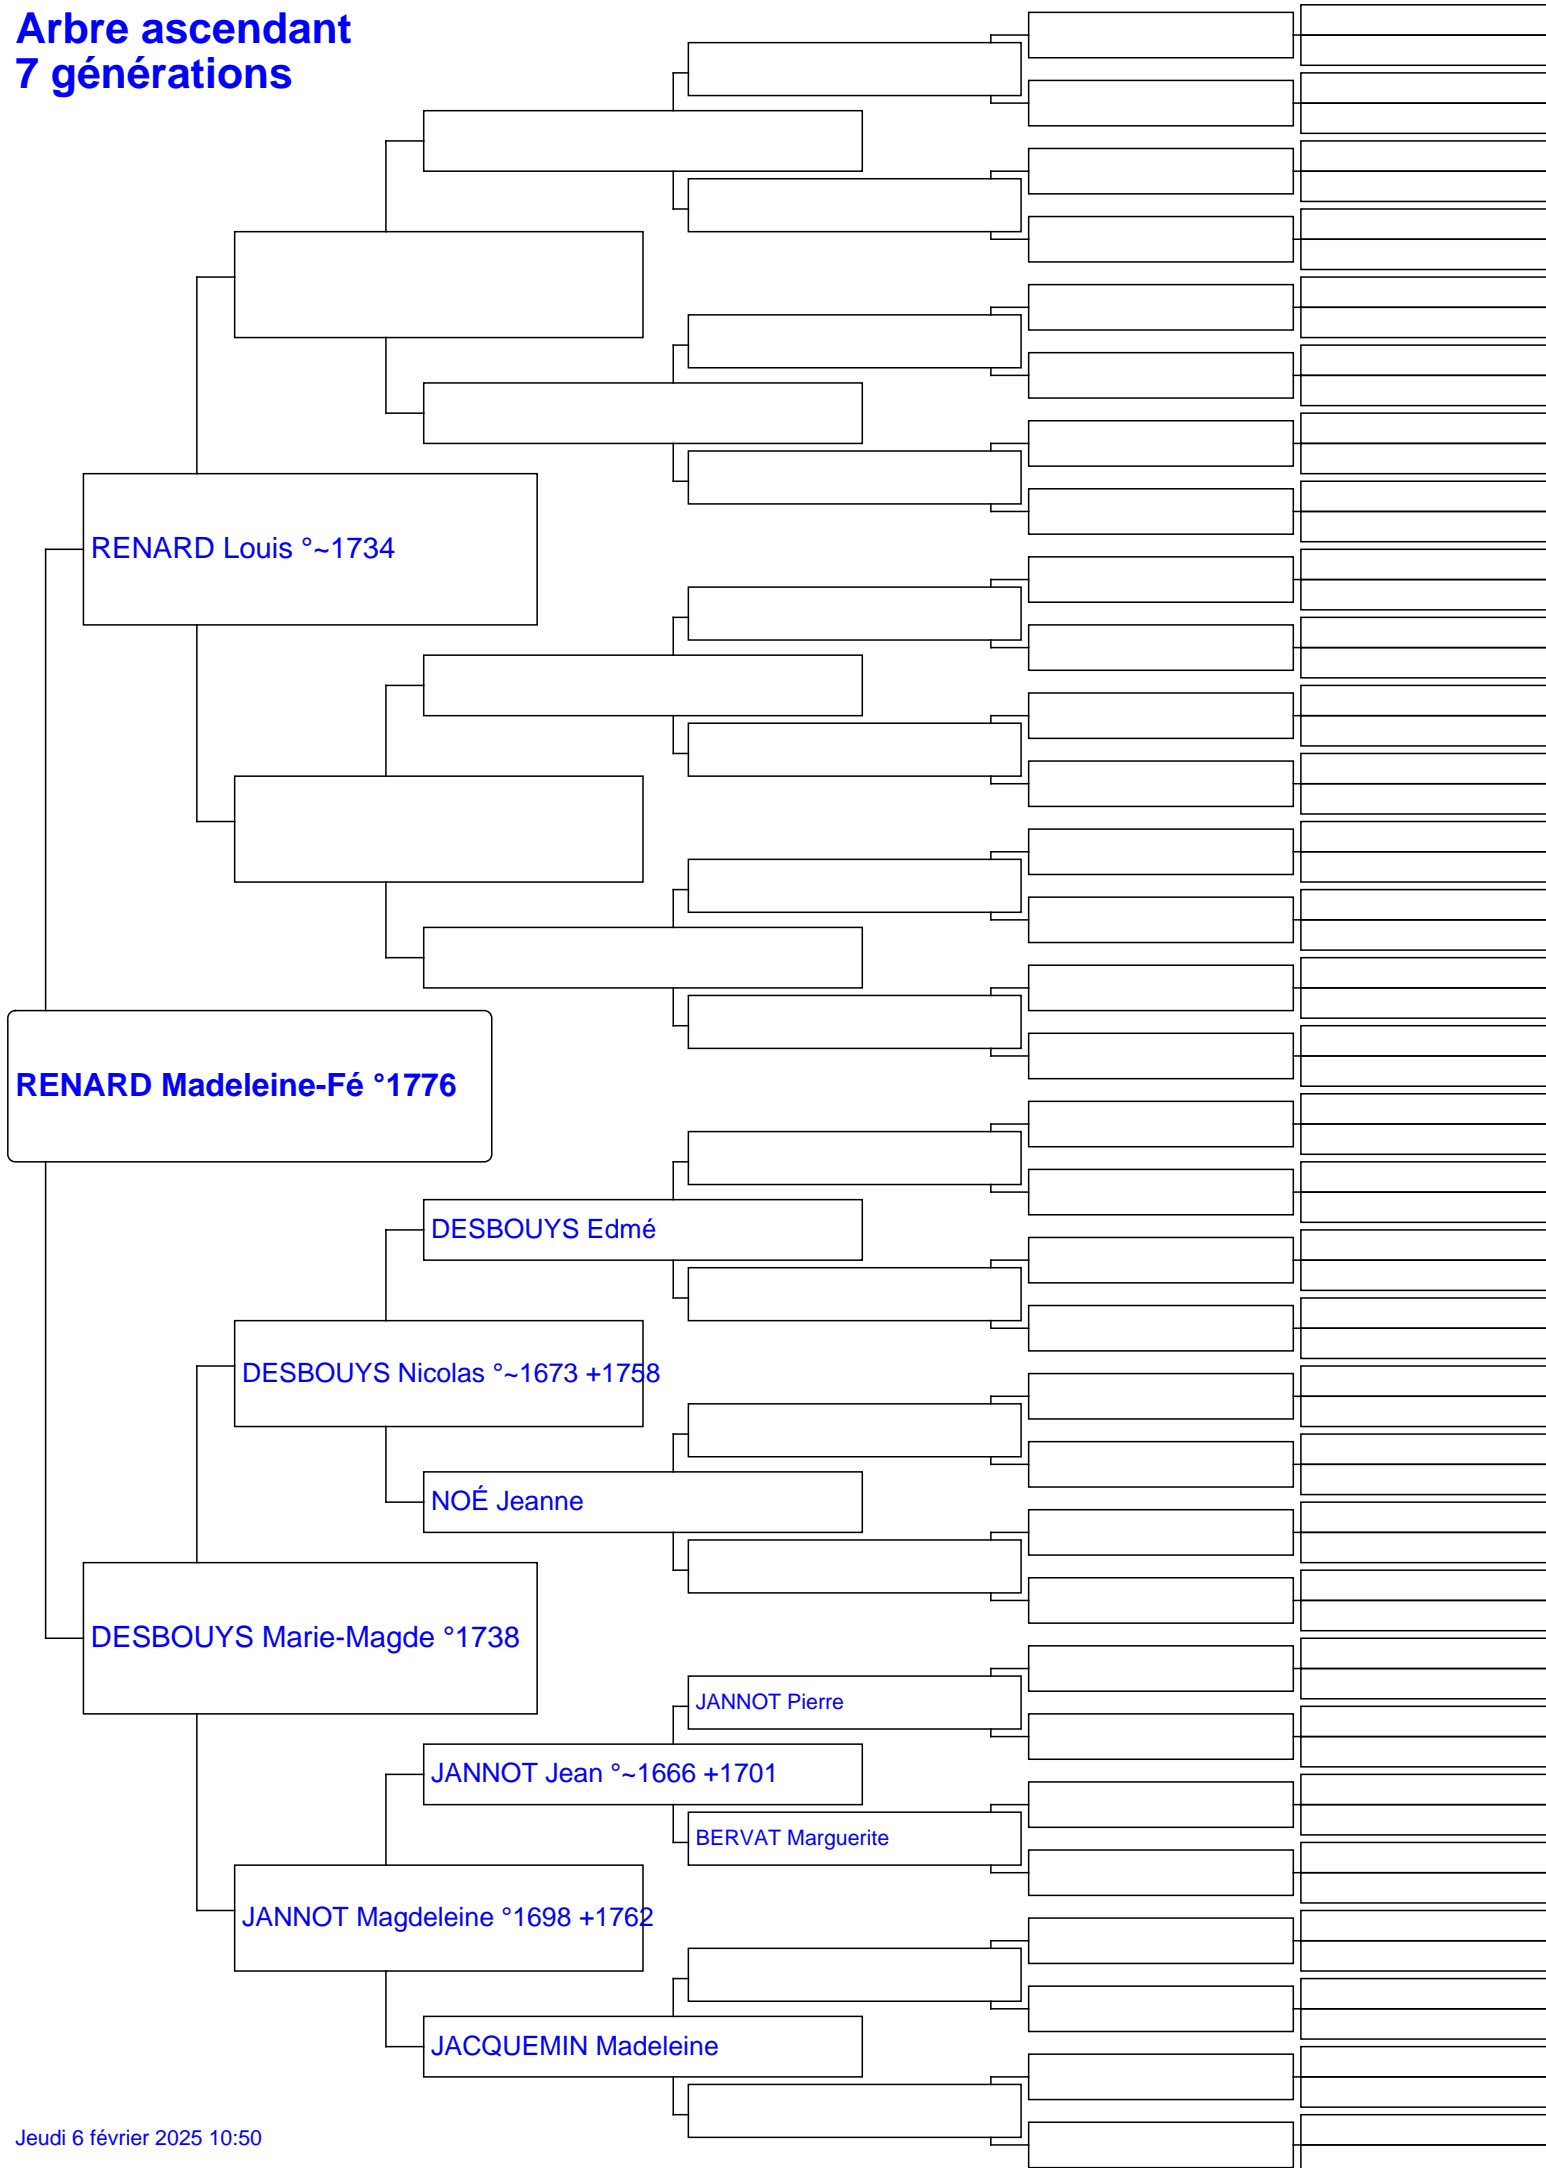 Arbre ascendant
7 générations
RENARD Louis °~1734
RENARD Madeleine-Fé °1776
DESBOUYS Edmé
DESBOUYS Nicolas °~1673 +1758
NOÉ Jeanne
DESBOUYS Marie-Magde °1738
JANNOT Pierre
JANNOT Jean °~1666 +1701
BERVAT Marguerite
JANNOT Magdeleine °1698 +1762
JACQUEMIN Madeleine
Jeudi 6 février 2025 10:50